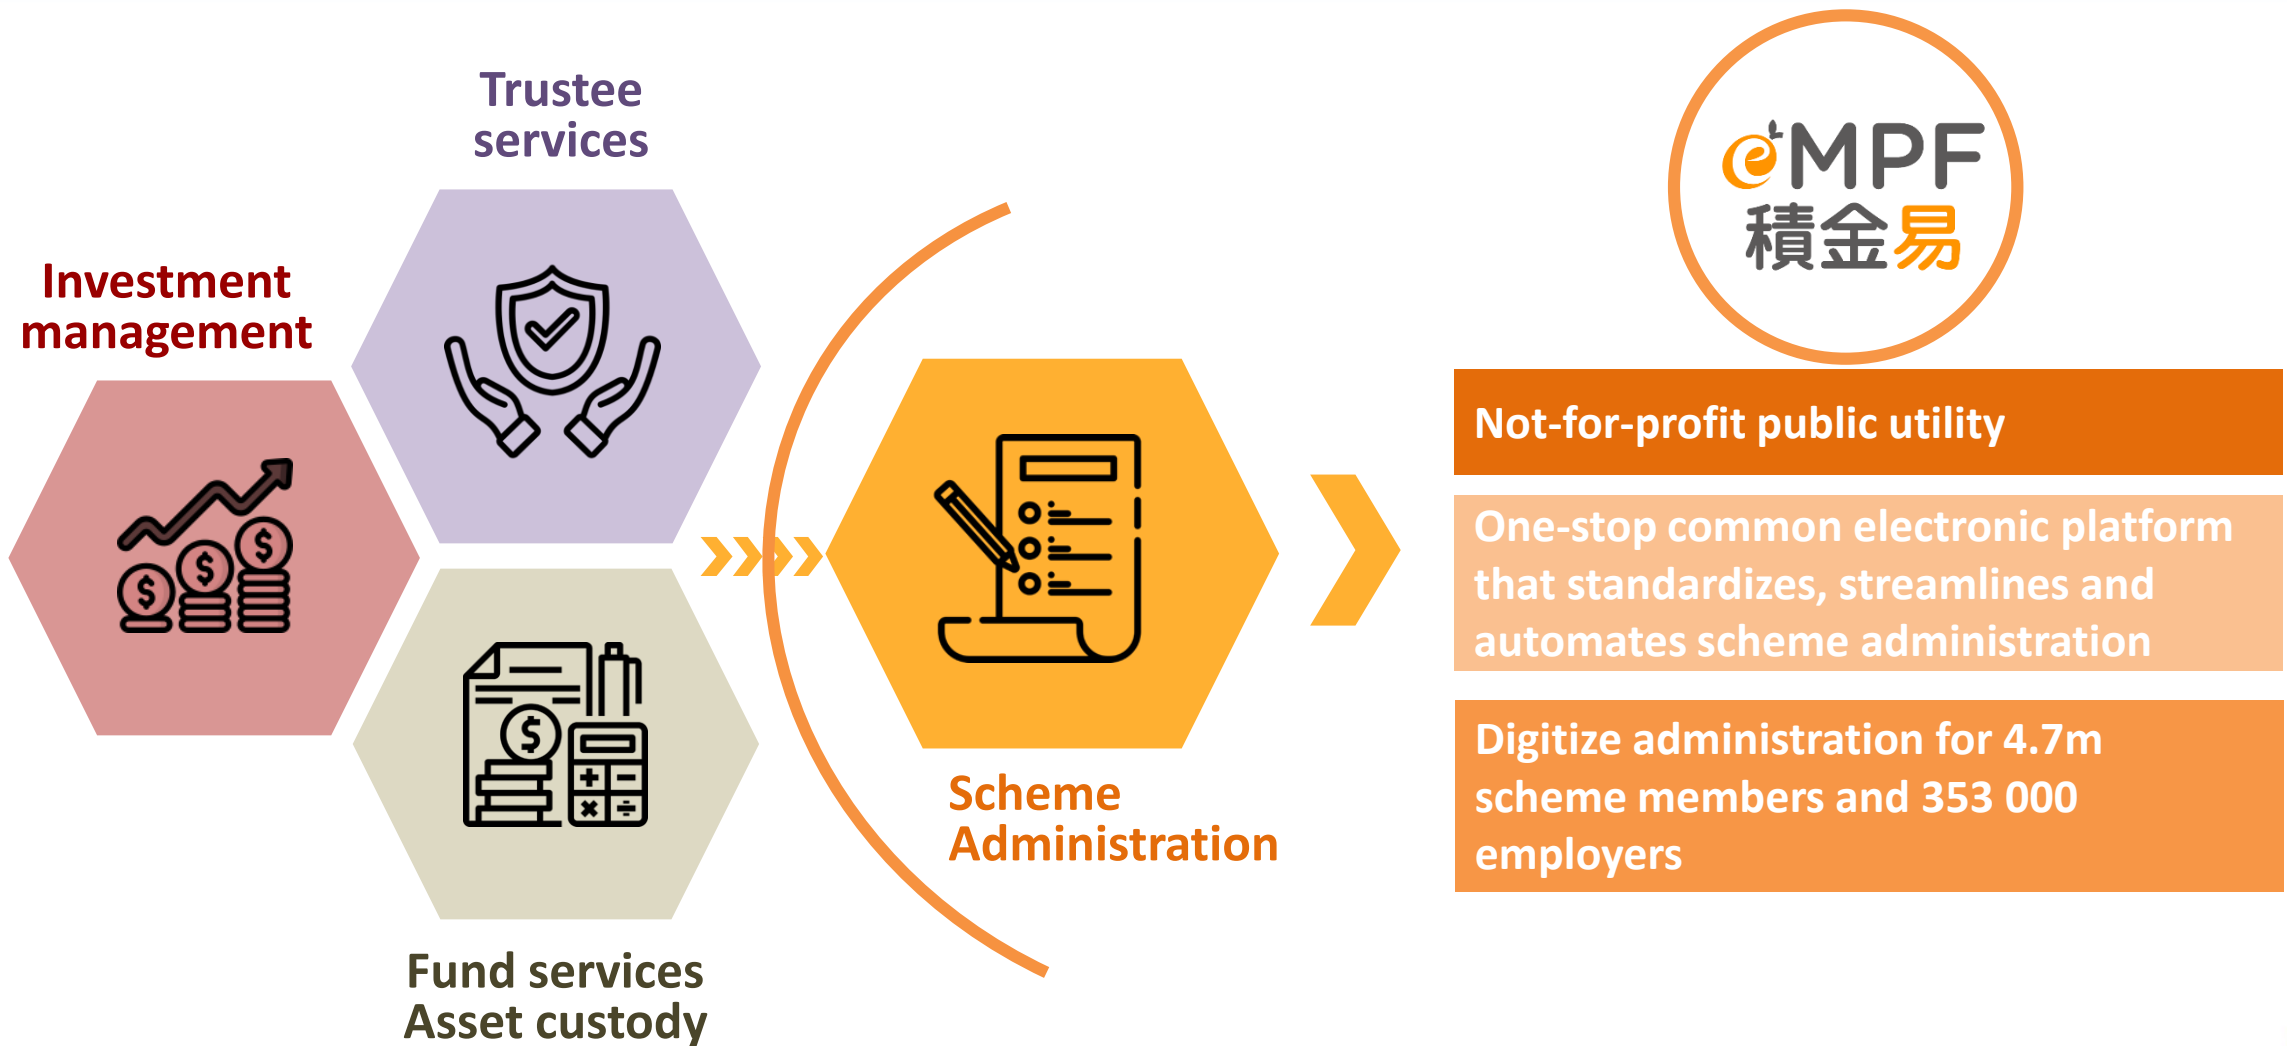 Trustee
services
Investment
management
Fund services
Asset custody
Scheme
Administration
eMPF
積金易
Not-for-profit public utility
One-stop common electronic platform
that standardizes, streamlines and
automates scheme administration
Digitize administration for 4.7m
scheme members and 353 000
employers